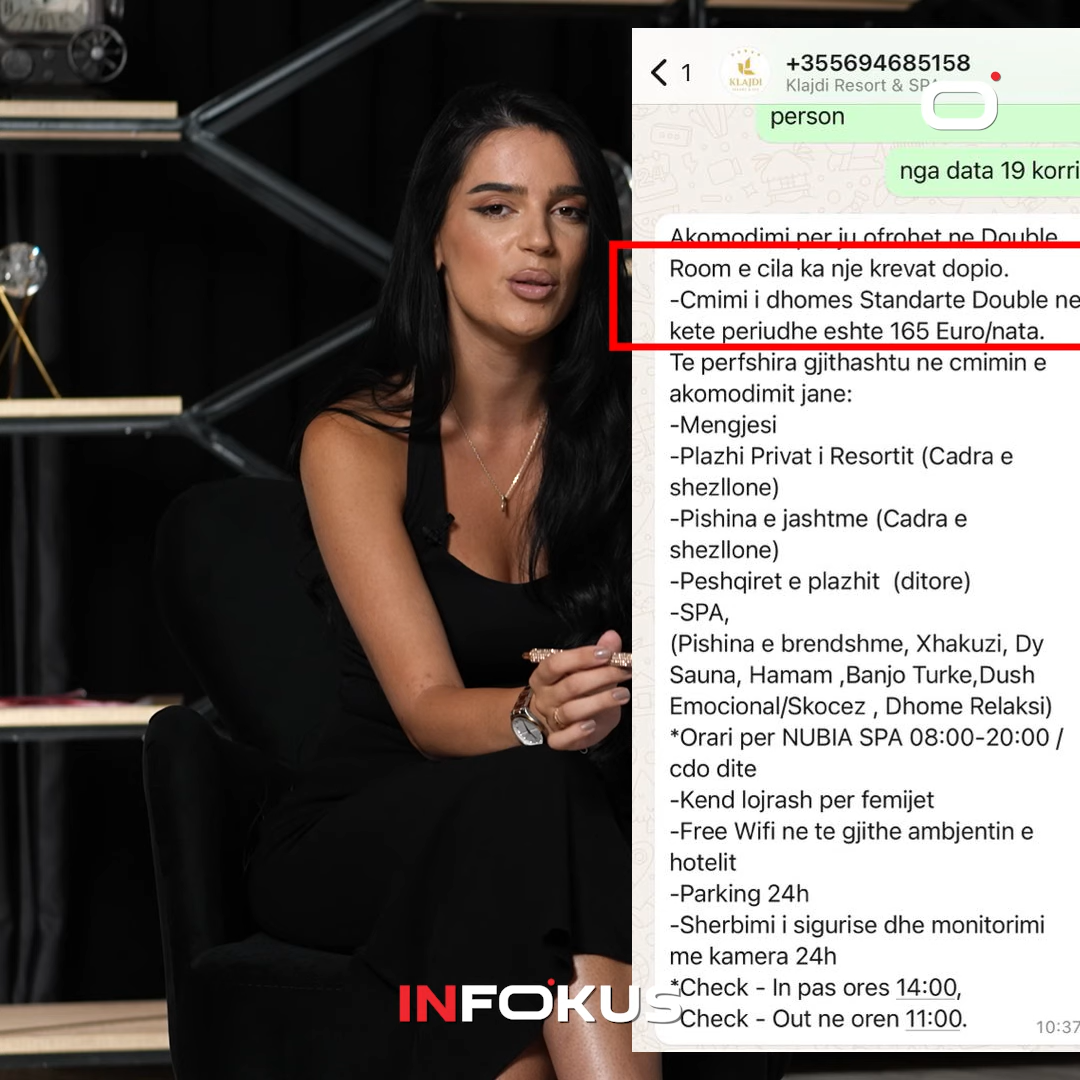 1
+355694685158
KLAJDI
Klajdi Resort & SPA
person
nga data 19 korri
Akomodimi per ju ofrohet ne Double
Room e cila ka nje krevat dopio.
-Cmimi i dhomes Standarte Double ne
kete periudhe eshte 165 Euro/nata.
Te perfshira gjithashtu ne cmimin e
akomodimit jane:
-Mengjesi
-Plazhi Privat i Resortit (Cadra e
shezllone)
-Pishina e jashtme (Cadra e
shezllone)
-Peshqiret e plazhit  (ditore)
-SPA,
(Pishina e brendshme, Xhakuzi, Dy
Sauna, Hamam ,Banjo Turke,Dush
Emocional/Skocez , Dhome Relaksi)
*Orari per NUBIA SPA 08:00-20:00 /
cdo dite
-Kend lojrash per femijet
-Free Wifi ne te gjithe ambjentin e
hotelit
-Parking 24h
-Sherbimi i sigurise dhe monitorimi
me kamera 24h
*Check - In pas ores 14:00,
*Check - Out ne oren 11:00.
10:37
INFOKUS